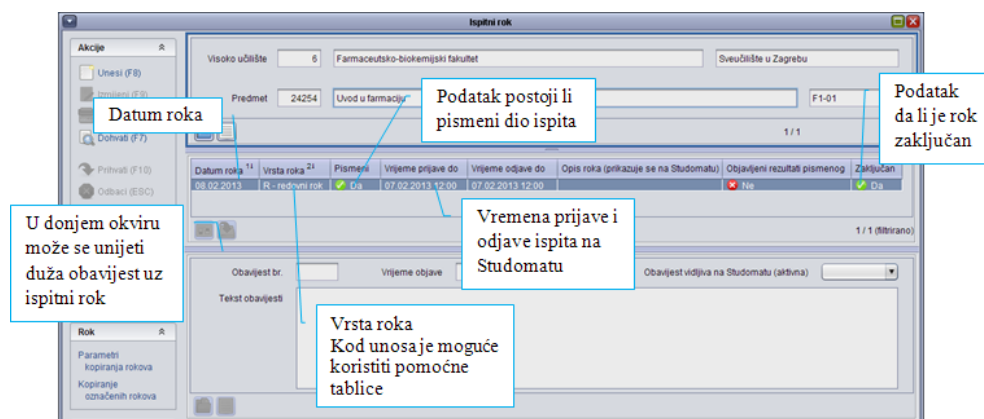 Ispitni rok
Akcije
Unesi (F8)
Izmijeni (F9)
Dohvati (F7)
Prihvati (F10)
Odbaci (ESC)
Visoko učilište 6 Farmaceutsko-biokemijski fakultet Sveučilište u Zagrebu
Predmet 24254 Uvod u farmaciju F1-01
1 / 1
Datum roka
Podatak postoji li
pismeni dio ispita
Podatak
da li je rok
zaključan
Datum roka 1↓ Vrsta roka 2↓ Pismeni Vrijeme prijave do Vrijeme odjave do Opis roka (prikazuje se na Studomatu) Objavljeni rezultati pismenog Zaključan
08.02.2013 R - redovni rok Da 07.02.2013 12:00 07.02.2013 12:00 Ne Da
1 / 1 (filtrirano)
U donjem okviru
može se unijeti
duža obavijest uz
ispitni rok
Vremena prijave i
odjave ispita na
Studomatu
Obavijest br. Vrijeme objave Obavijest vidljiva na Studomatu (aktivna)
Tekst obavijesti
Vrsta roka
Kod unosa je moguće
koristiti pomoćne
tablice
Rok
Parametri
kopiranja rokova
Kopiranje
označenih rokova